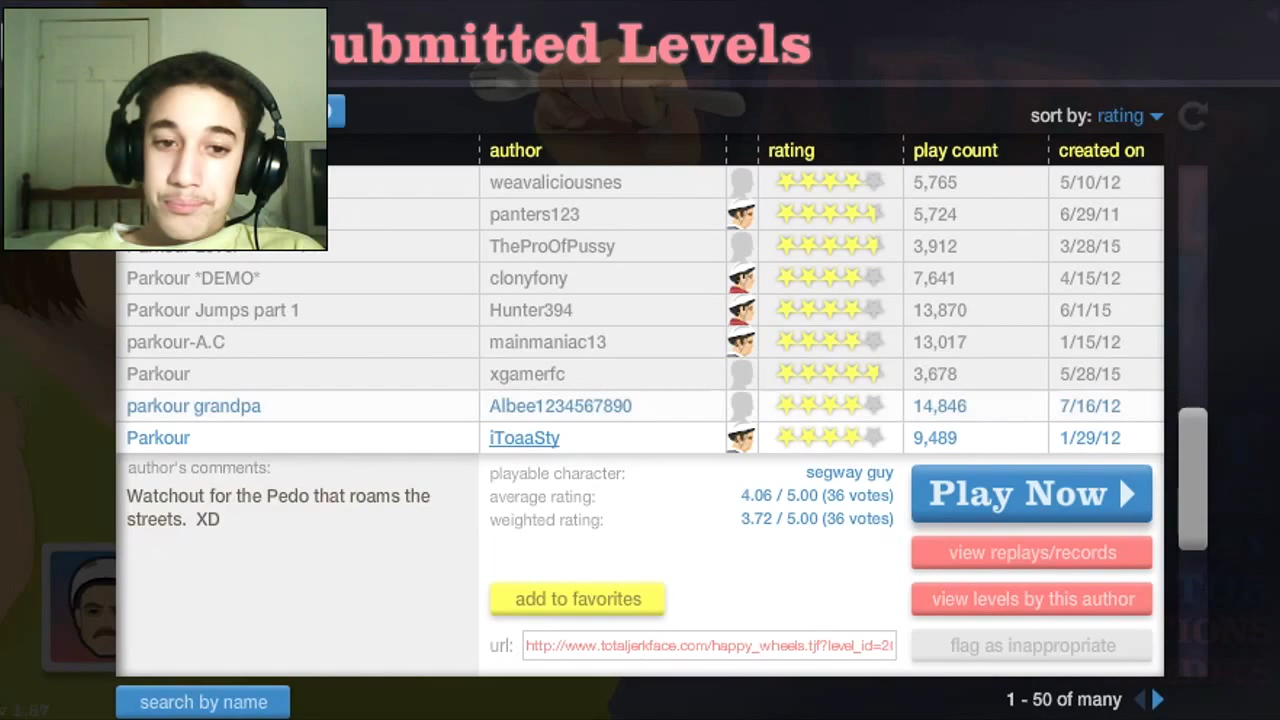 ubmitted Levels
sort by: rating
author rating play count created on
weavaliciousnes 5,765 5/10/12
panters123 5,724 6/29/11
TheProOfPussy 3,912 3/28/15
Parkour *DEMO* clonyfony 7,641 4/15/12
Parkour Jumps part 1 Hunter394 13,870 6/1/15
parkour-A.C mainmaniac13 13,017 1/15/12
Parkour xgamerfc 3,678 5/28/15
parkour grandpa Albee1234567890 14,846 7/16/12
Parkour iToaaSty 9,489 1/29/12
author's comments:
Watchout for the Pedo that roams the
streets. XD
playable character: segway guy
average rating: 4.06 / 5.00 (36 votes)
weighted rating: 3.72 / 5.00 (36 votes)
Play Now
view replays/records
add to favorites
view levels by this author
url: http://www.totaljerkface.com/happy_wheels.tjf?level_id=2(
flag as inappropriate
search by name
1 - 50 of many
1.87